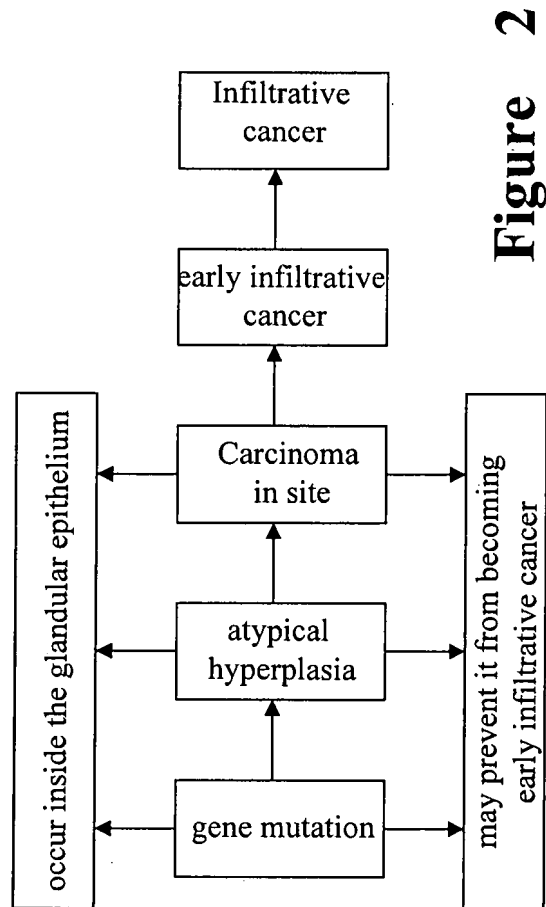 occur inside the glandular epithelium
gene mutation
atypical
hyperplasia
Carcinoma
in site
early infiltrative
cancer
Infiltrative
cancer
may prevent it from becoming
early infiltrative cancer
Figure 2